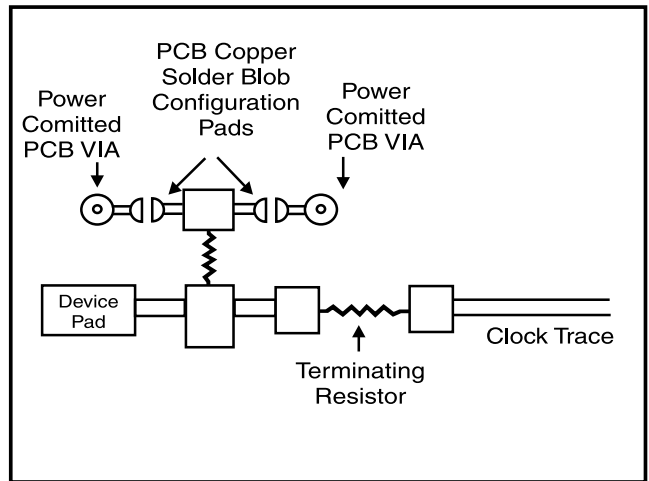 PCB Copper
Solder Blob
Configuration
Pads
Power
Comitted
PCB VIA
Power
Comitted
PCB VIA
Device
Pad
Clock Trace
Terminating
Resistor